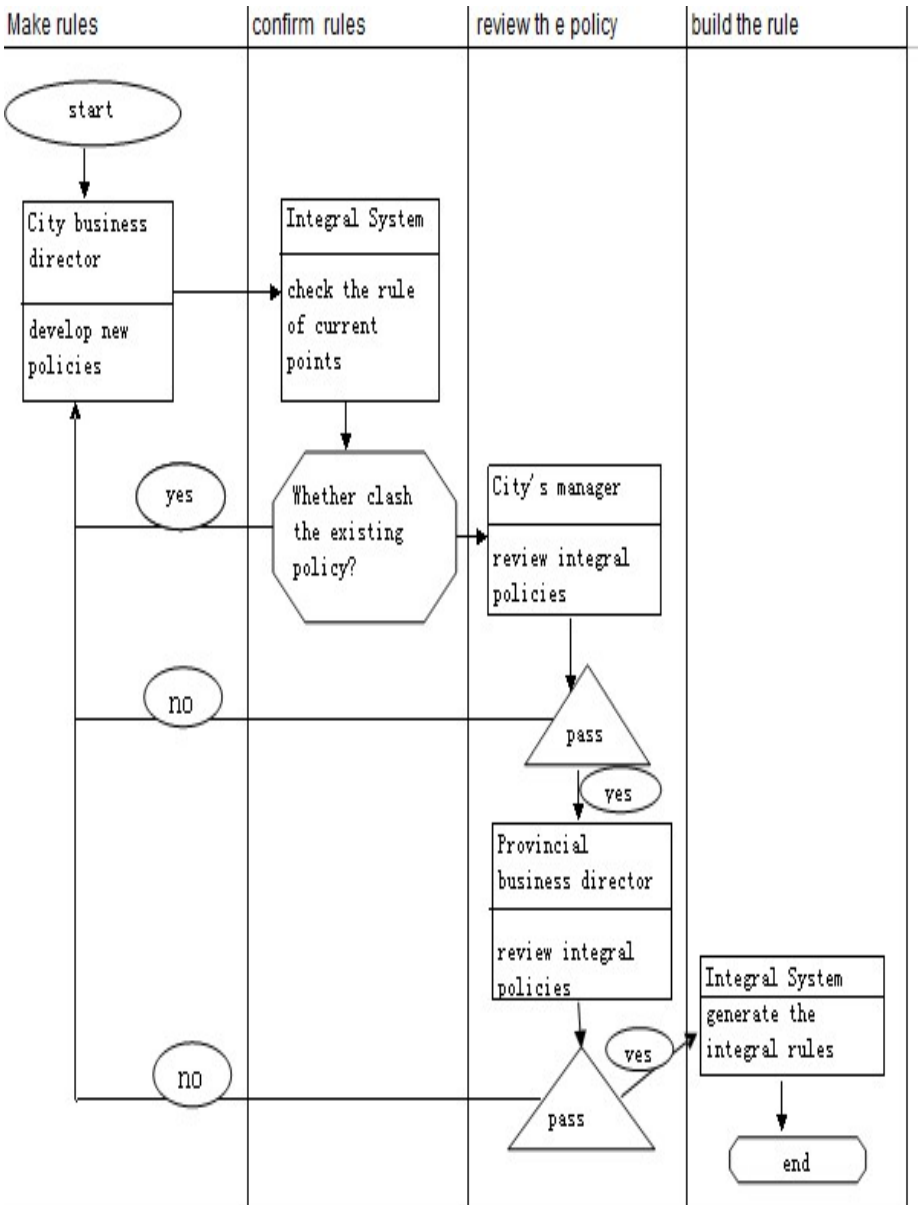 Make rules
confirm rules
review th e policy
build the rule
start
City business
director
develop new
policies
Integral System
check the rule
of current
points
yes
Whether clash
the existing
policy?
City's manager
review integral
policies
no
pass
yes
Provincial
business director
review integral
policies
Integral System
generate the
integral rules
no
pass
yes
end